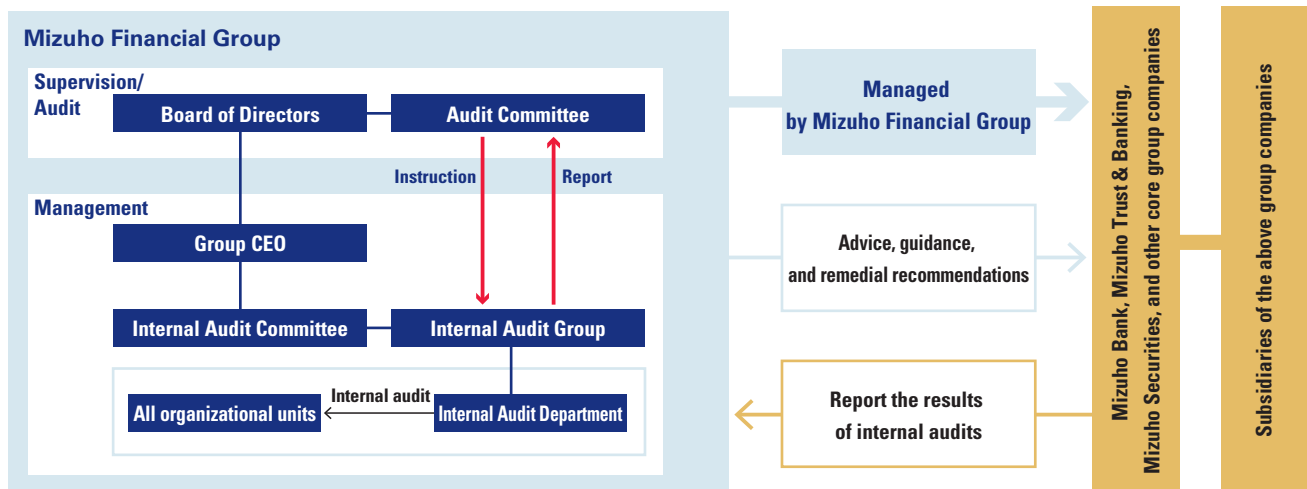 Mizuho Financial Group
Supervision/
Audit
Board of Directors
Audit Committee
Instruction
Report
Management
Group CEO
Internal Audit Committee
Internal Audit Group
All organizational units
Internal audit
Internal Audit Department
Managed
by Mizuho Financial Group
Advice, guidance,
and remedial recommendations
Report the results
of internal audits
Mizuho Bank, Mizuho Trust & Banking,
Mizuho Securities, and other core group companies
Subsidiaries of the above group companies